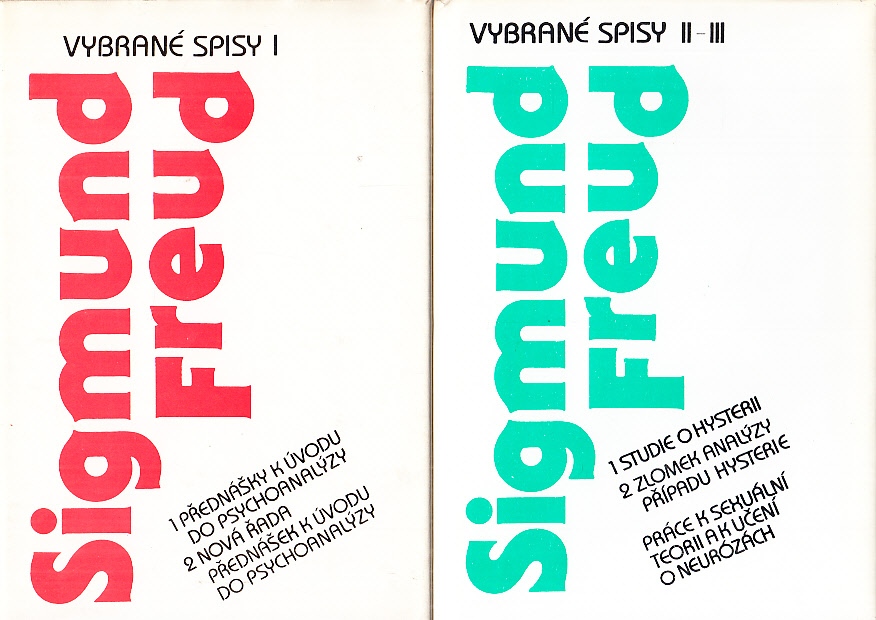 VYBRANÉ SPISY I
Sigmund
Freud
1 PŘEDNÁŠKY K ÚVODU
DO PSYCHOANALÝZY
2 NOVÁ ŘADA
PŘEDNÁŠEK K ÚVODU
DO PSYCHOANALÝZY
VYBRANÉ SPISY II-III
Sigmund
Freud
1 STUDIE O HYSTERII
2 ZLOMEK ANALÝZY
PŘÍPADU HYSTERIE
PRÁCE K SEXUÁLNÍ
TEORII A K UČENÍ
O NEURÓZÁCH